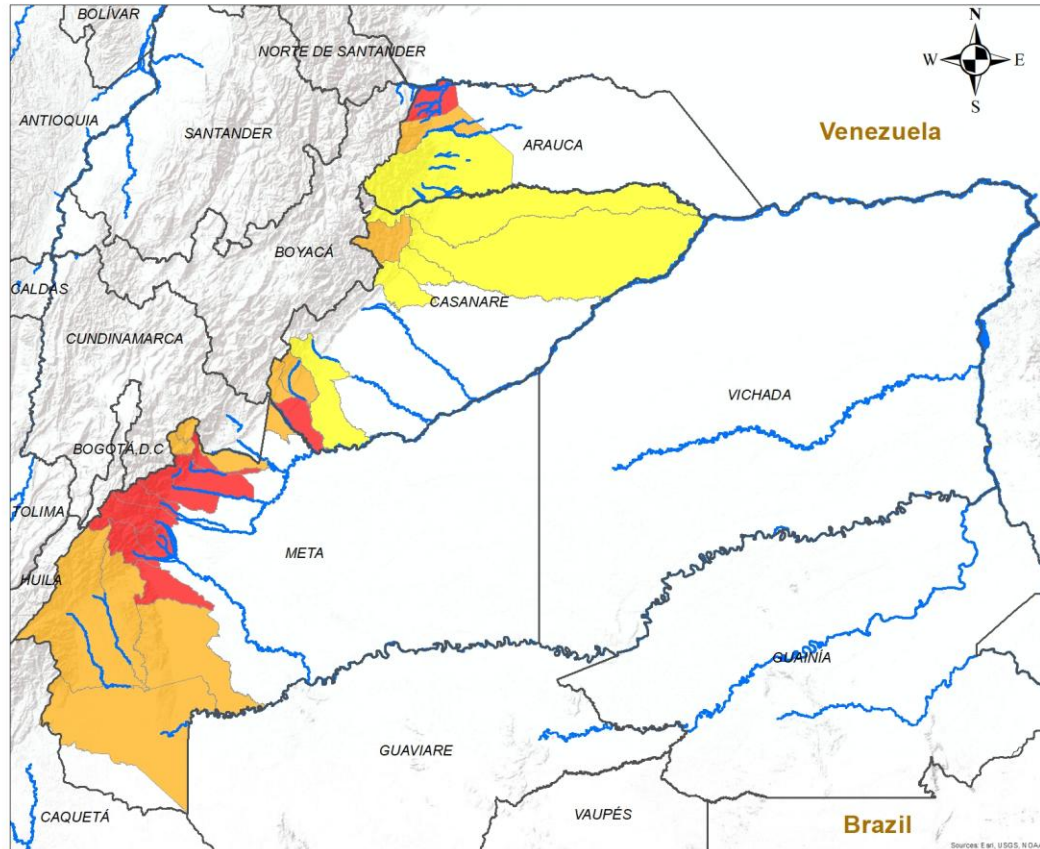 BOLÍVAR
N
NORTE DE SANTANDER
W
E
S
ANTIOQUIA
SANTANDER
Venezuela
ARAUCA
BOYACÁ
CALDAS
CASANARE
CUNDINAMARCA
VICHADA
BOGOTÁ, D.C
TOLIMA
META
HUILA
GUAINÍA
GUAVIARE
CAQUETÁ
VAUPÉS
Brazil
Sources: Esri, USGS, NOAA